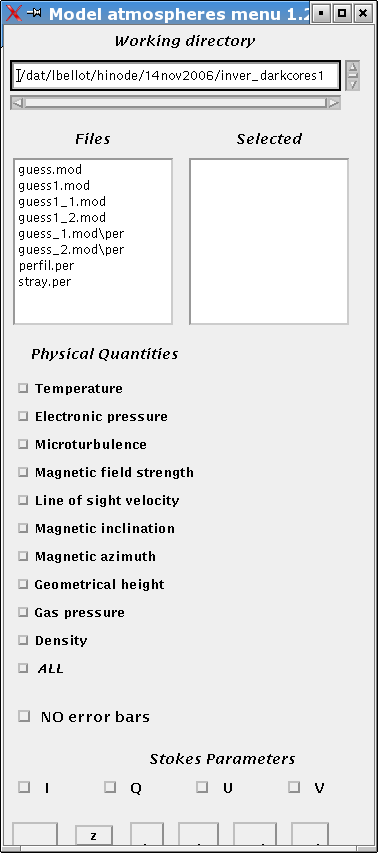 Model atmospheres menu 1.2
Working directory
/dat/lbellot/hinode/14nov2006/inver_darkcores1
Files Selected
guess.mod
guess1.mod
guess1_1.mod
guess1_2.mod
guess_1.mod\per
guess_2.mod\per
perfil.per
stray.per
Physical Quantities
Temperature
Electronic pressure
Microturbulence
Magnetic field strength
Line of sight velocity
Magnetic inclination
Magnetic azimuth
Geometrical height
Gas pressure
Density
ALL
NO error bars
Stokes Parameters
I Q U V
z